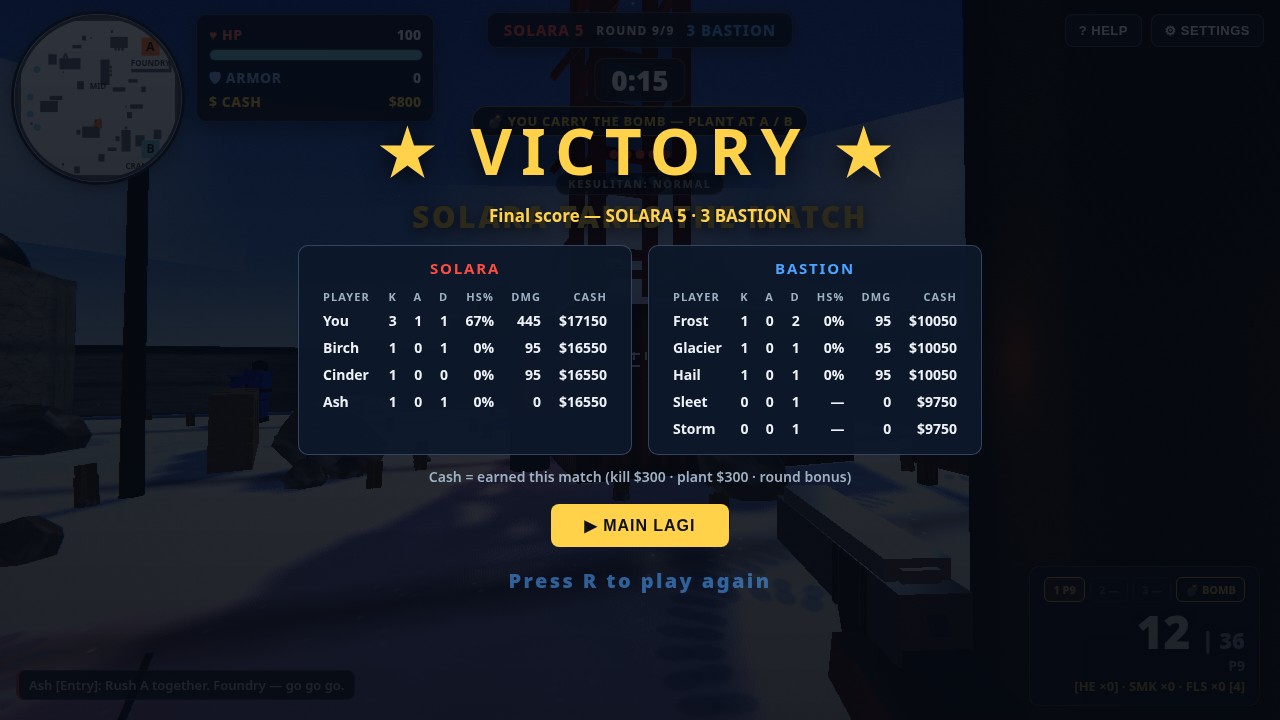 ♥ HP 100
ARMOR 0
$ CASH $800
A
FOUNDRY
MID
B
SOLARA 5 ROUND 9/9 3 BASTION
0:15
YOU CARRY THE BOMB — PLANT AT A / B
? HELP
⚙ SETTINGS
★ VICTORY ★
KESULITAN: NORMAL
SOLARA TAKES THE MATCH
Final score — SOLARA 5 · 3 BASTION
SOLARA
PLAYER K A D HS% DMG CASH
You 3 1 1 67% 445 $17150
Birch 1 0 1 0% 95 $16550
Cinder 1 0 0 0% 95 $16550
Ash 1 0 1 0% 0 $16550
BASTION
PLAYER K A D HS% DMG CASH
Frost 1 0 2 0% 95 $10050
Glacier 1 0 1 0% 95 $10050
Hail 1 0 1 0% 95 $10050
Sleet 0 0 1 — 0 $9750
Storm 0 0 1 — 0 $9750
Cash = earned this match (kill $300 · plant $300 · round bonus)
▶ MAIN LAGI
Press R to play again
Ash [Entry]: Rush A together. Foundry — go go go.
1 P9 2 — 3 — BOMB
12 | 36
P9
[HE ×0] · SMK ×0 · FLS ×0 [4]